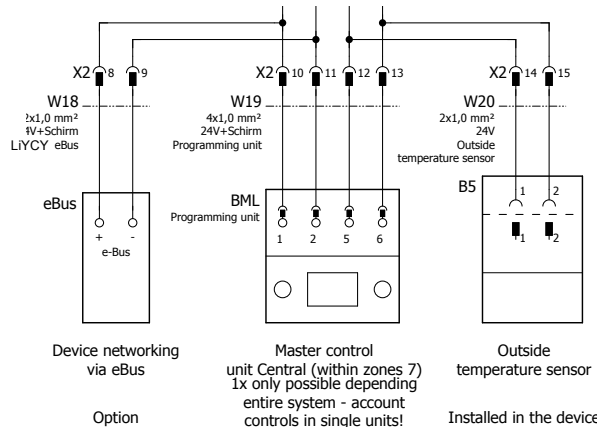 X2 8 9
X2 10 11 12 13
X2 14 15
W18
2x1,0 mm²
4V+Schirm
LiYCY eBus
W19
4x1,0 mm²
24V+Schirm
Programming unit
W20
2x1,0 mm²
24V
Outside
temperature sensor
eBus
+ -
e-Bus
BML
Programming unit
1 2 5 6
B5
1 2
1 2
Device networking
via eBus
Option
Master control
unit Central (within zones 7)
1x only possible depending
entire system - account
controls in single units!
Outside
temperature sensor
Installed in the device